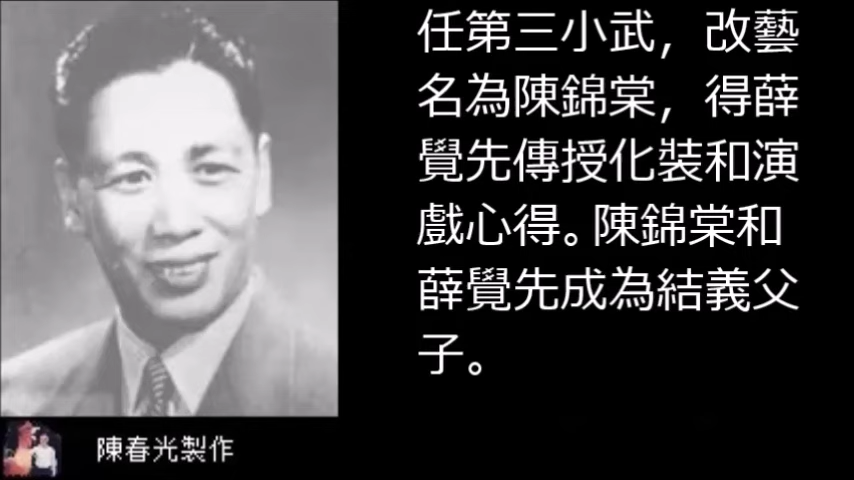 任第三小武，改藝
名為陳錦棠，得薛
覺先傳授化裝和演
戲心得。陳錦棠和
薛覺先成為結義父
子。
陳春光製作